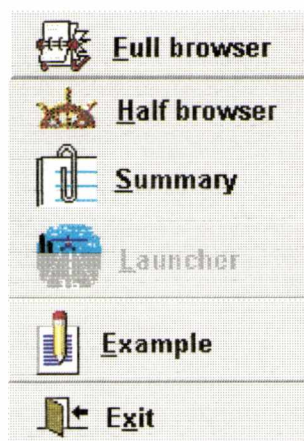 Full browser
Half browser
Summary
Launcher
Example
Exit